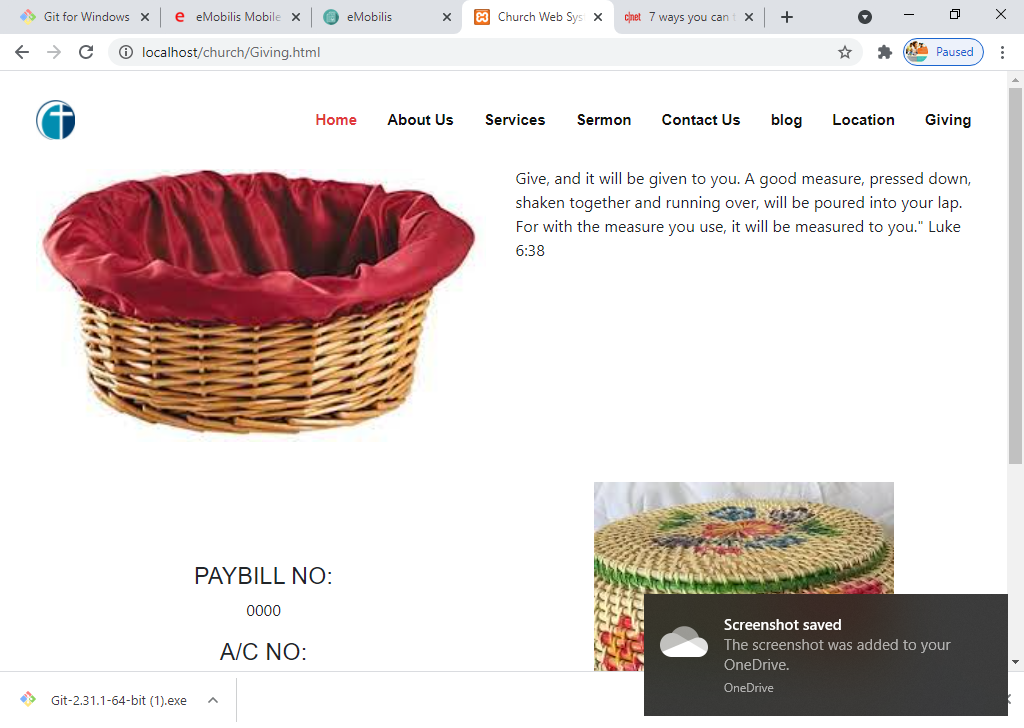 Git for Windows
eMobilis Mobile
eMobilis
Church Web Sys
c|net 7 ways you can t
localhost/church/Giving.html
Paused
Home About Us Services Sermon Contact Us blog Location Giving
Give, and it will be given to you. A good measure, pressed down,
shaken together and running over, will be poured into your lap.
For with the measure you use, it will be measured to you." Luke
6:38
PAYBILL NO:
0000
A/C NO:
Screenshot saved
The screenshot was added to your
OneDrive.
OneDrive
Git-2.31.1-64-bit (1).exe